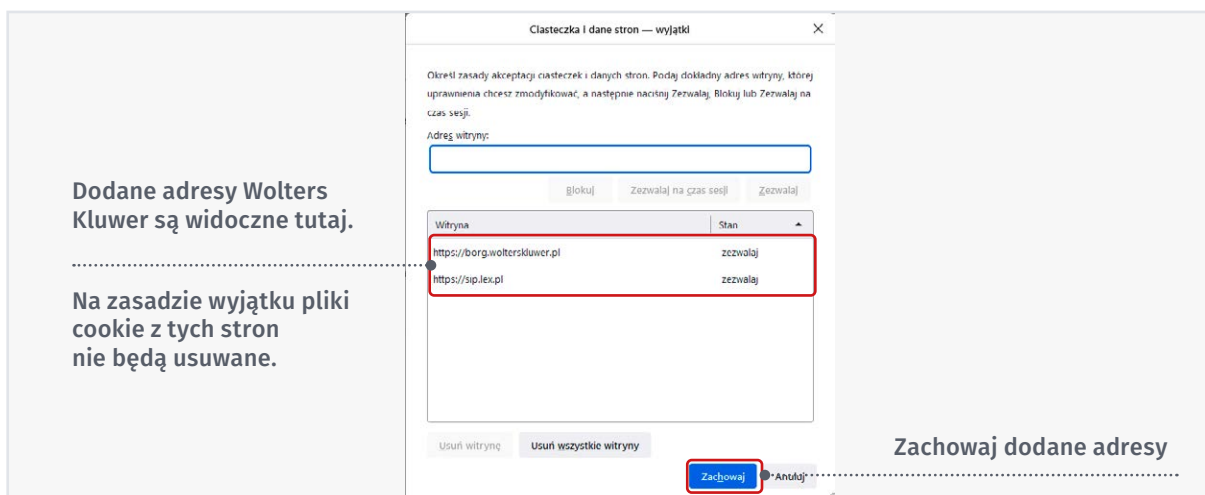 Ciasteczka i dane stron — wyjątki
Określ zasady akceptacji ciasteczek i danych stron. Podaj dokładny adres witryny, której
uprawnienia chcesz zmodyfikować, a następnie naciśnij Zezwalaj, Blokuj lub Zezwalaj na
czas sesji.
Adres witryny:
Blokuj Zezwalaj na czas sesji Zezwalaj
Witryna Stan
https://borg.wolterskluwer.pl zezwalaj
https://sip.lex.pl zezwalaj
Usuń witrynę Usuń wszystkie witryny
Zachowaj Anuluj
Dodane adresy Wolters
Kluwer są widoczne tutaj.
Na zasadzie wyjątku pliki
cookie z tych stron
nie będą usuwane.
Zachowaj dodane adresy